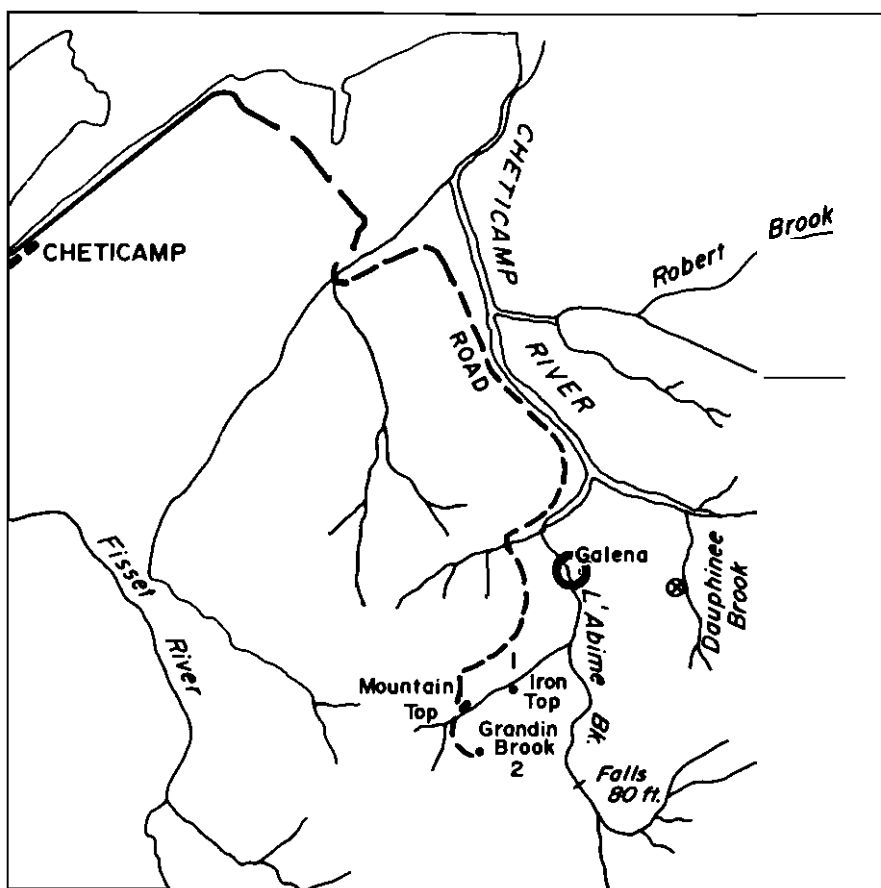 CHETICAMP
RIVER
Robert Brook
CHETICAMP
ROAD
Fisset
River
Galena
L'Abime
Bk.
Dauphinee
Brook
Mountain
Top
Iron
Top
Grandin
Brook
2
Falls
80 ft.